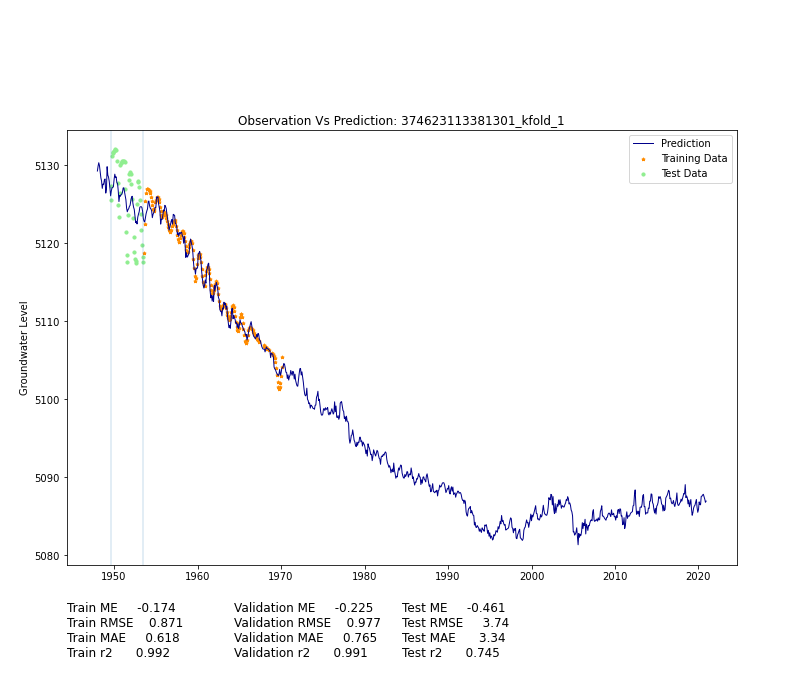 Observation Vs Prediction: 374623113381301_kfold_1
Prediction
Training Data
Test Data
Groundwater Level
5130
5120
5110
5100
5090
5080
1950 1960 1970 1980 1990 2000 2010 2020
Train ME -0.174 Validation ME -0.225 Test ME -0.461
Train RMSE 0.871 Validation RMSE 0.977 Test RMSE 3.74
Train MAE 0.618 Validation MAE 0.765 Test MAE 3.34
Train r2 0.992 Validation r2 0.991 Test r2 0.745